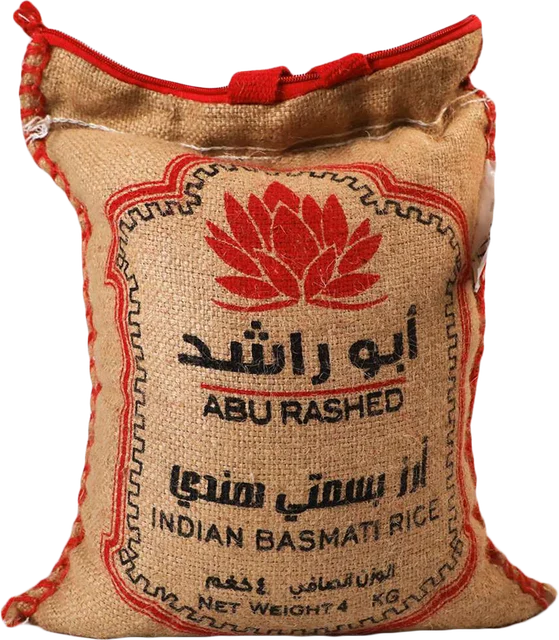 أبو راشد
ABU RASHED
أرز بسمتي هندي
INDIAN BASMATI RICE
الوزن الصافي ٤ كغم
NET WEIGHT 4 KG